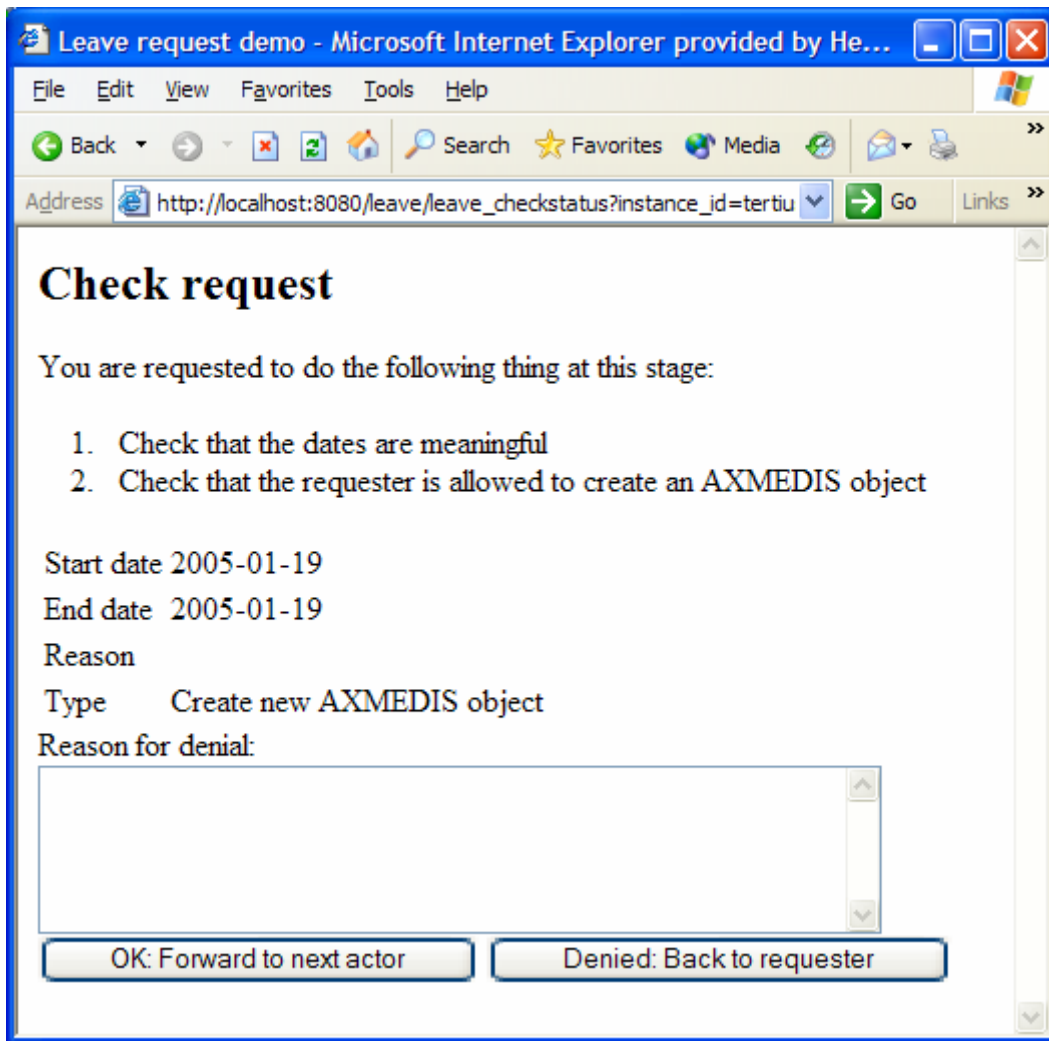 Leave request demo - Microsoft Internet Explorer provided by He...
File Edit View Favorites Tools Help
Back Search Favorites Media »
Address http://localhost:8080/leave/leave_checkstatus?instance_id=tertiu Go Links »
Check request
You are requested to do the following thing at this stage:
1. Check that the dates are meaningful
2. Check that the requester is allowed to create an AXMEDIS object
Start date 2005-01-19
End date 2005-01-19
Reason
Type Create new AXMEDIS object
Reason for denial:
OK: Forward to next actor Denied: Back to requester